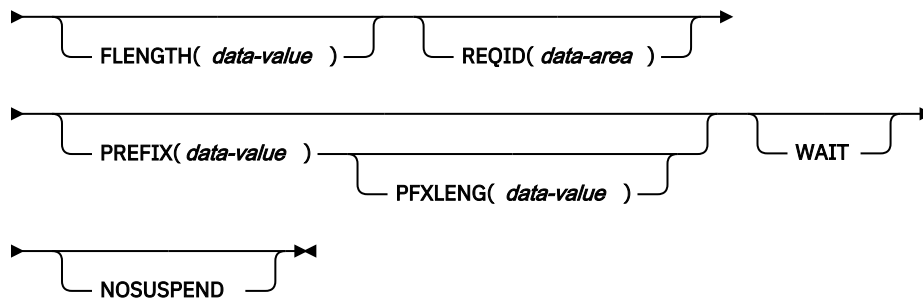 FLENGTH( data-value ) REQID( data-area )
PREFIX( data-value ) WAIT
PFXLENG( data-value )
NOSUSPEND